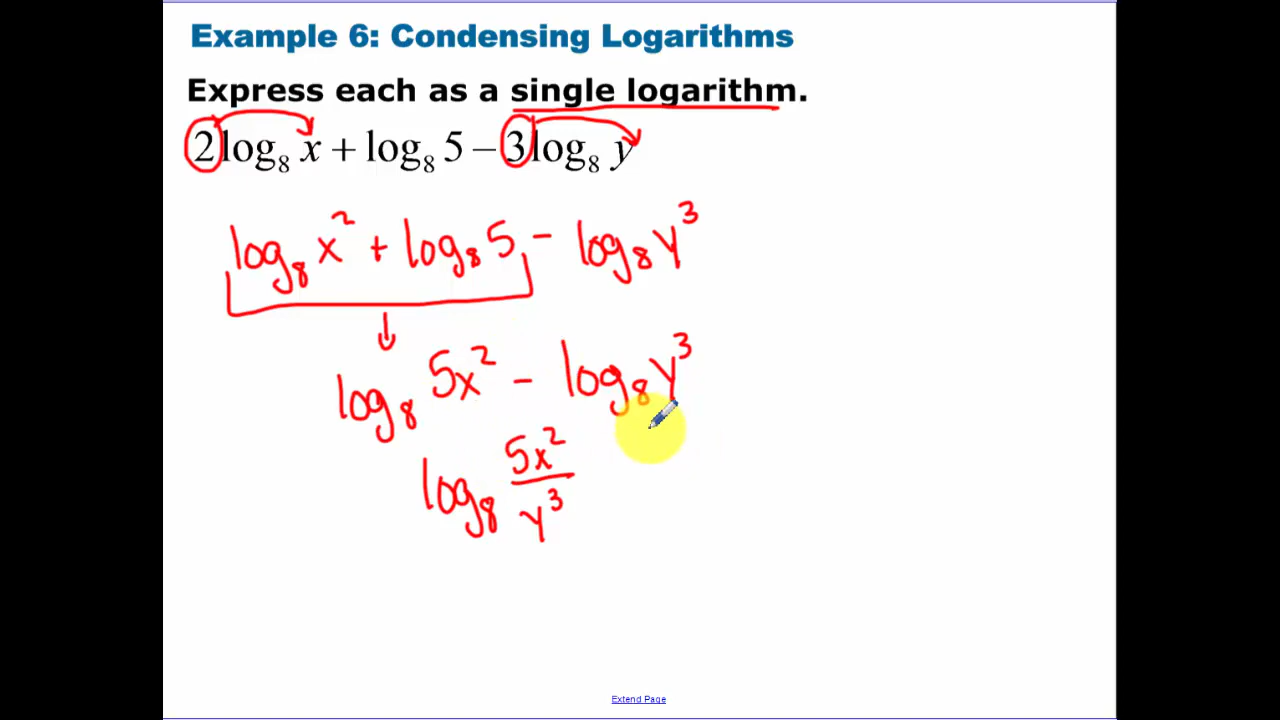 Example 6: Condensing Logarithms
Express each as a single logarithm.
2log₈ x + log₈ 5 − 3log₈ y
log₈ x² + log₈ 5 − log₈ y³
log₈ 5x² − log₈ y³
log₈ 5x²/y³
Extend Page